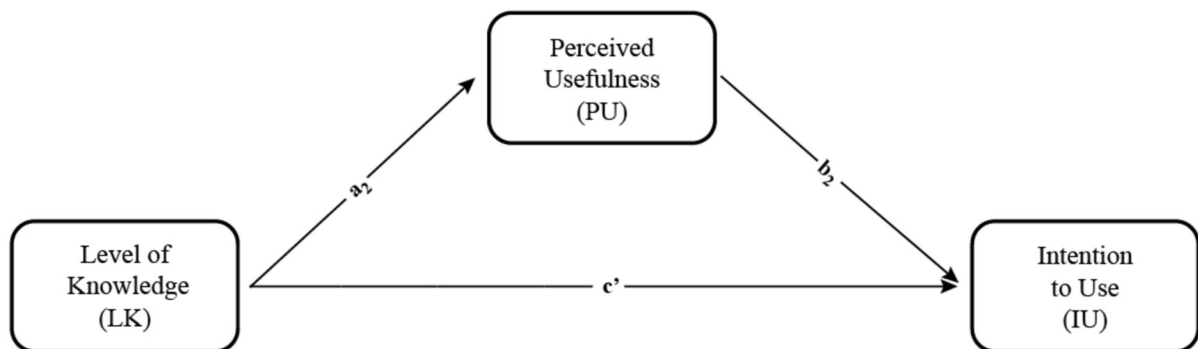 Perceived
Usefulness
(PU)
a₂
b₂
Level of
Knowledge
(LK)
c’
Intention
to Use
(IU)